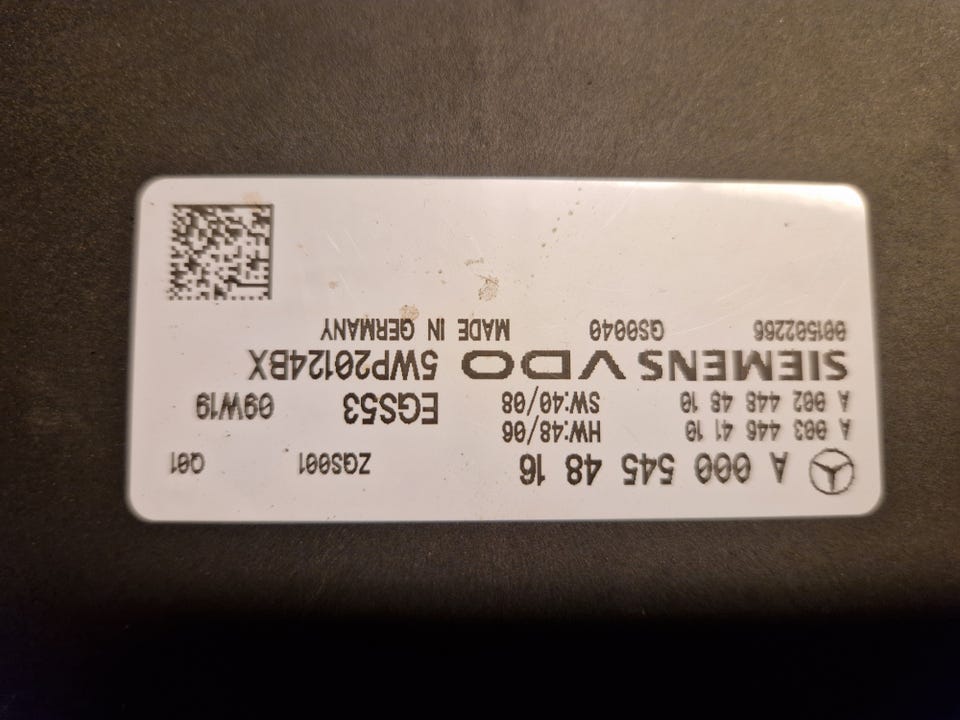 A 000 545 48 16 ZGS001 Q01
A 003 446 41 10 HW:48/06
A 002 448 48 10 SW:40/08 EGS53 09W19
SIEMENS VDO 5WP20124BX
001502266 GS0040 MADE IN GERMANY